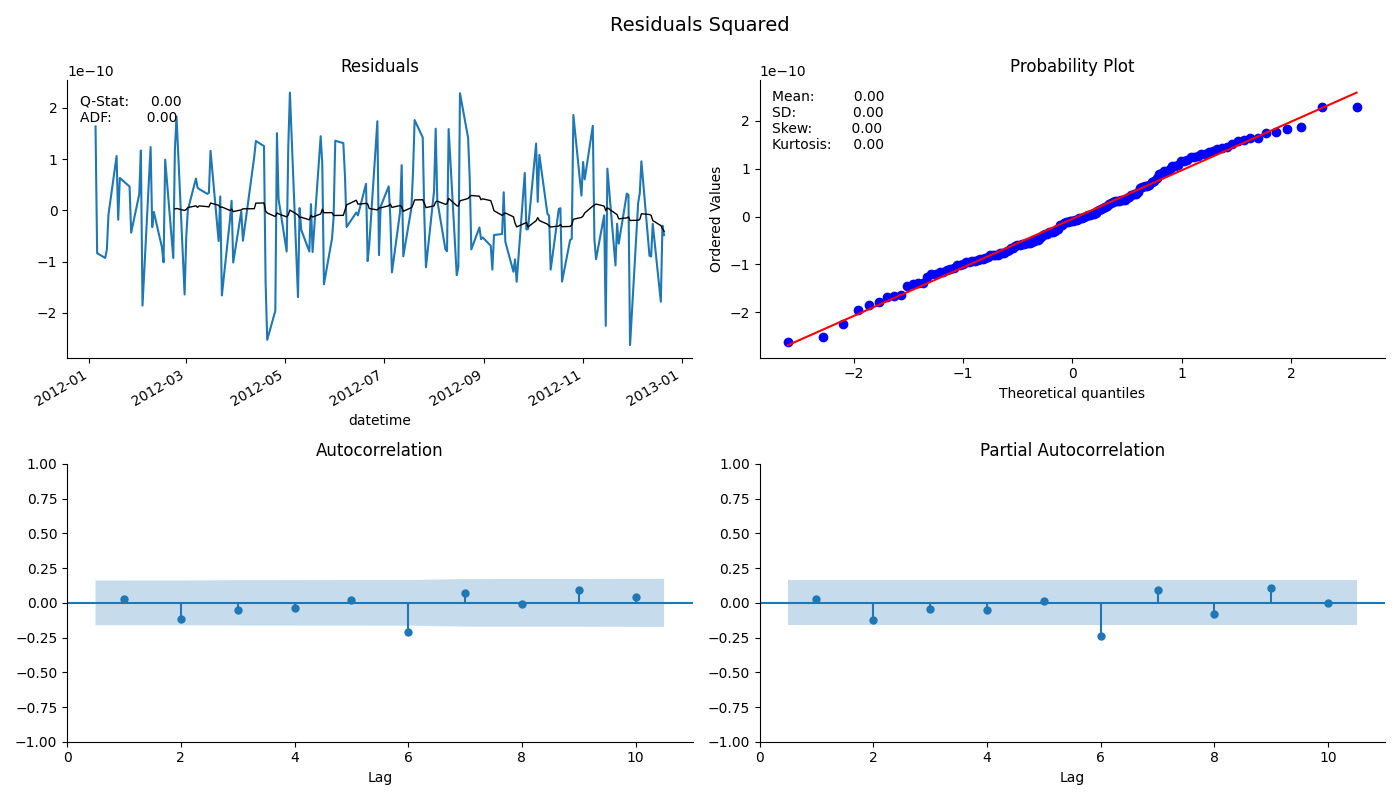 Residuals Squared
Residuals
1e−10
Q-Stat: 0.00
ADF: 0.00
2
1
0
−1
−2
2012-01
2012-03
2012-05
2012-07
2012-09
2012-11
2013-01
datetime
Probability Plot
1e−10
Mean: 0.00
SD: 0.00
Skew: 0.00
Kurtosis: 0.00
Ordered Values
2
1
0
−1
−2
−2
−1
0
1
2
Theoretical quantiles
Autocorrelation
1.00
0.75
0.50
0.25
0.00
−0.25
−0.50
−0.75
−1.00
0
2
4
6
8
10
Lag
Partial Autocorrelation
1.00
0.75
0.50
0.25
0.00
−0.25
−0.50
−0.75
−1.00
0
2
4
6
8
10
Lag